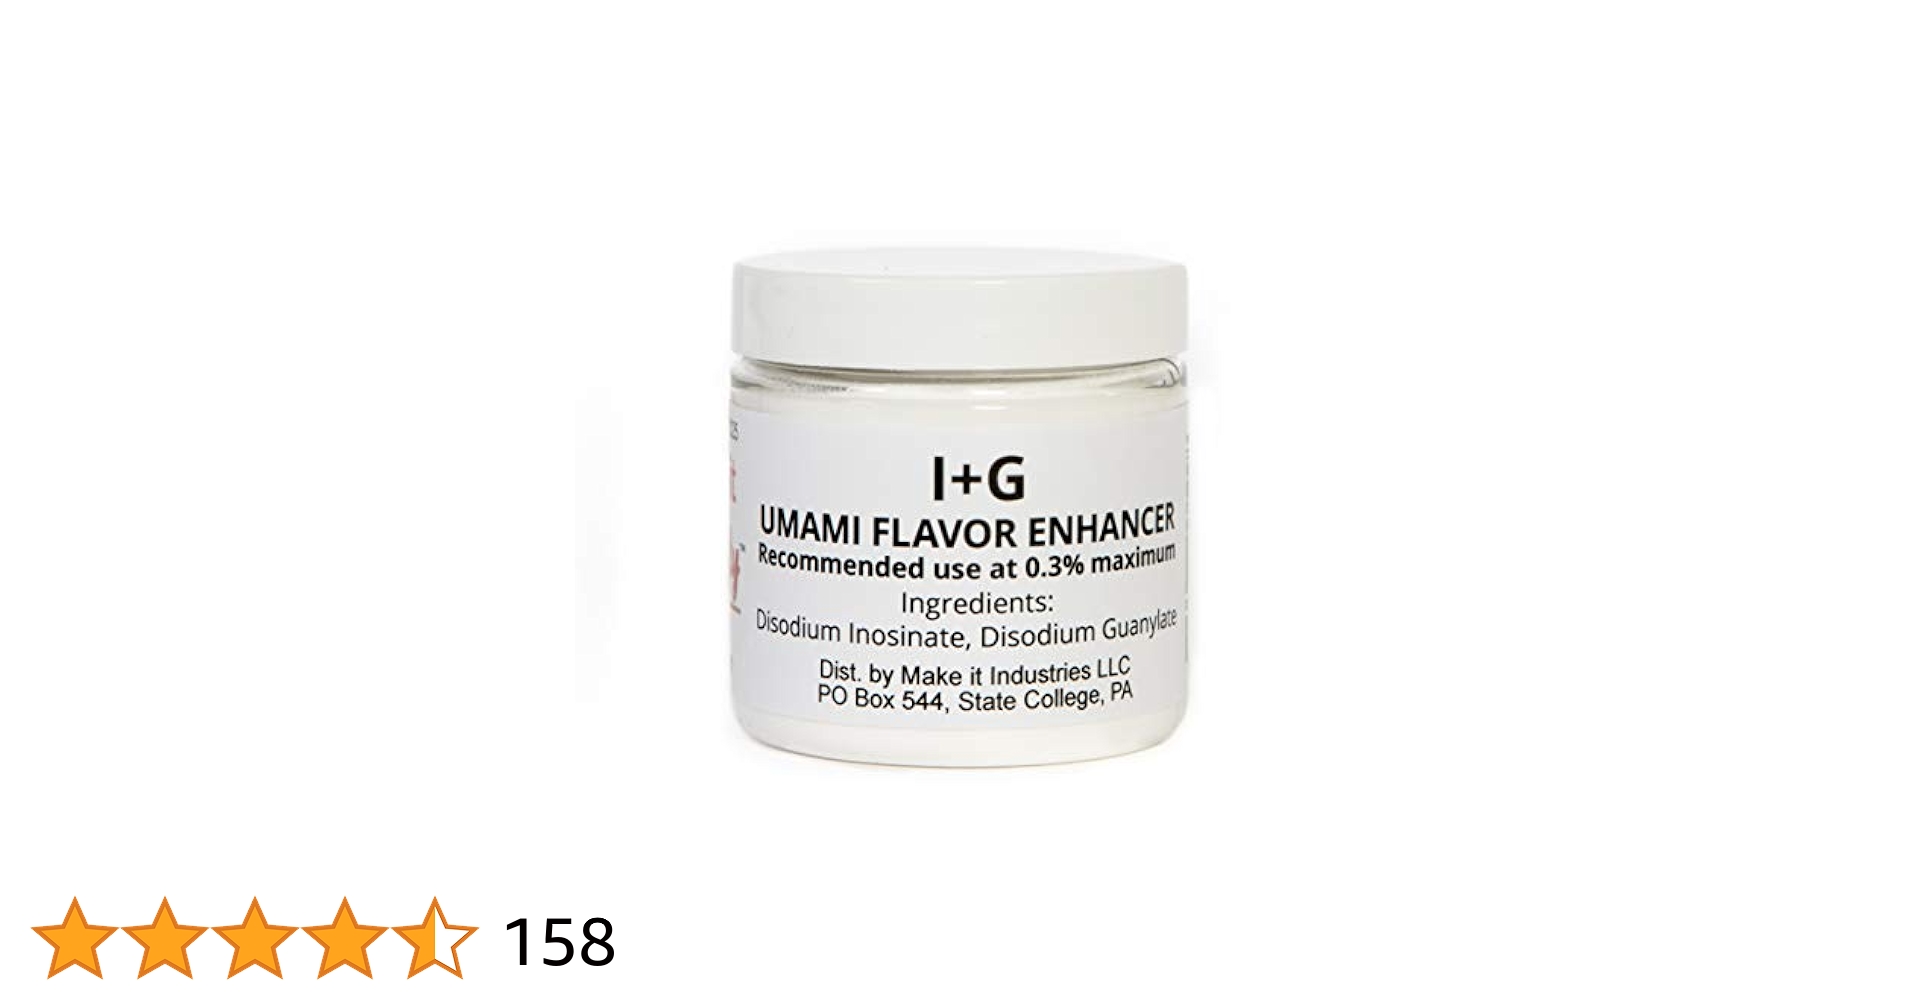 I+G
UMAMI FLAVOR ENHANCER
Recommended use at 0.3% maximum
Ingredients:
Disodium Inosinate, Disodium Guanylate
Dist. by Make it Industries LLC
PO Box 544, State College, PA
158